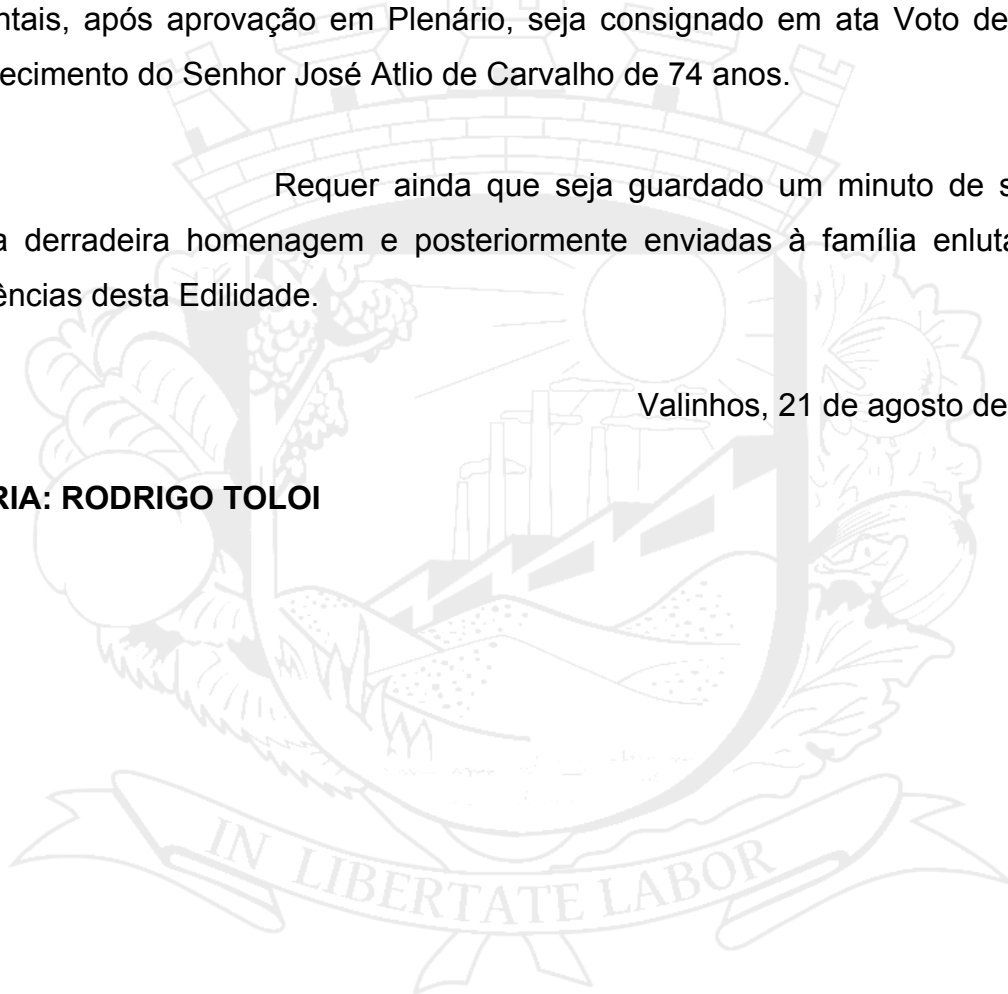 ntais, após aprovação em Plenário, seja consignado em ata Voto de
ecimento do Senhor José Atlio de Carvalho de 74 anos.
Requer ainda que seja guardado um minuto de s
a derradeira homenagem e posteriormente enviadas à família enluta
ências desta Edilidade.
Valinhos, 21 de agosto de
RIA: RODRIGO TOLOI
IN LIBERTATE LABOR